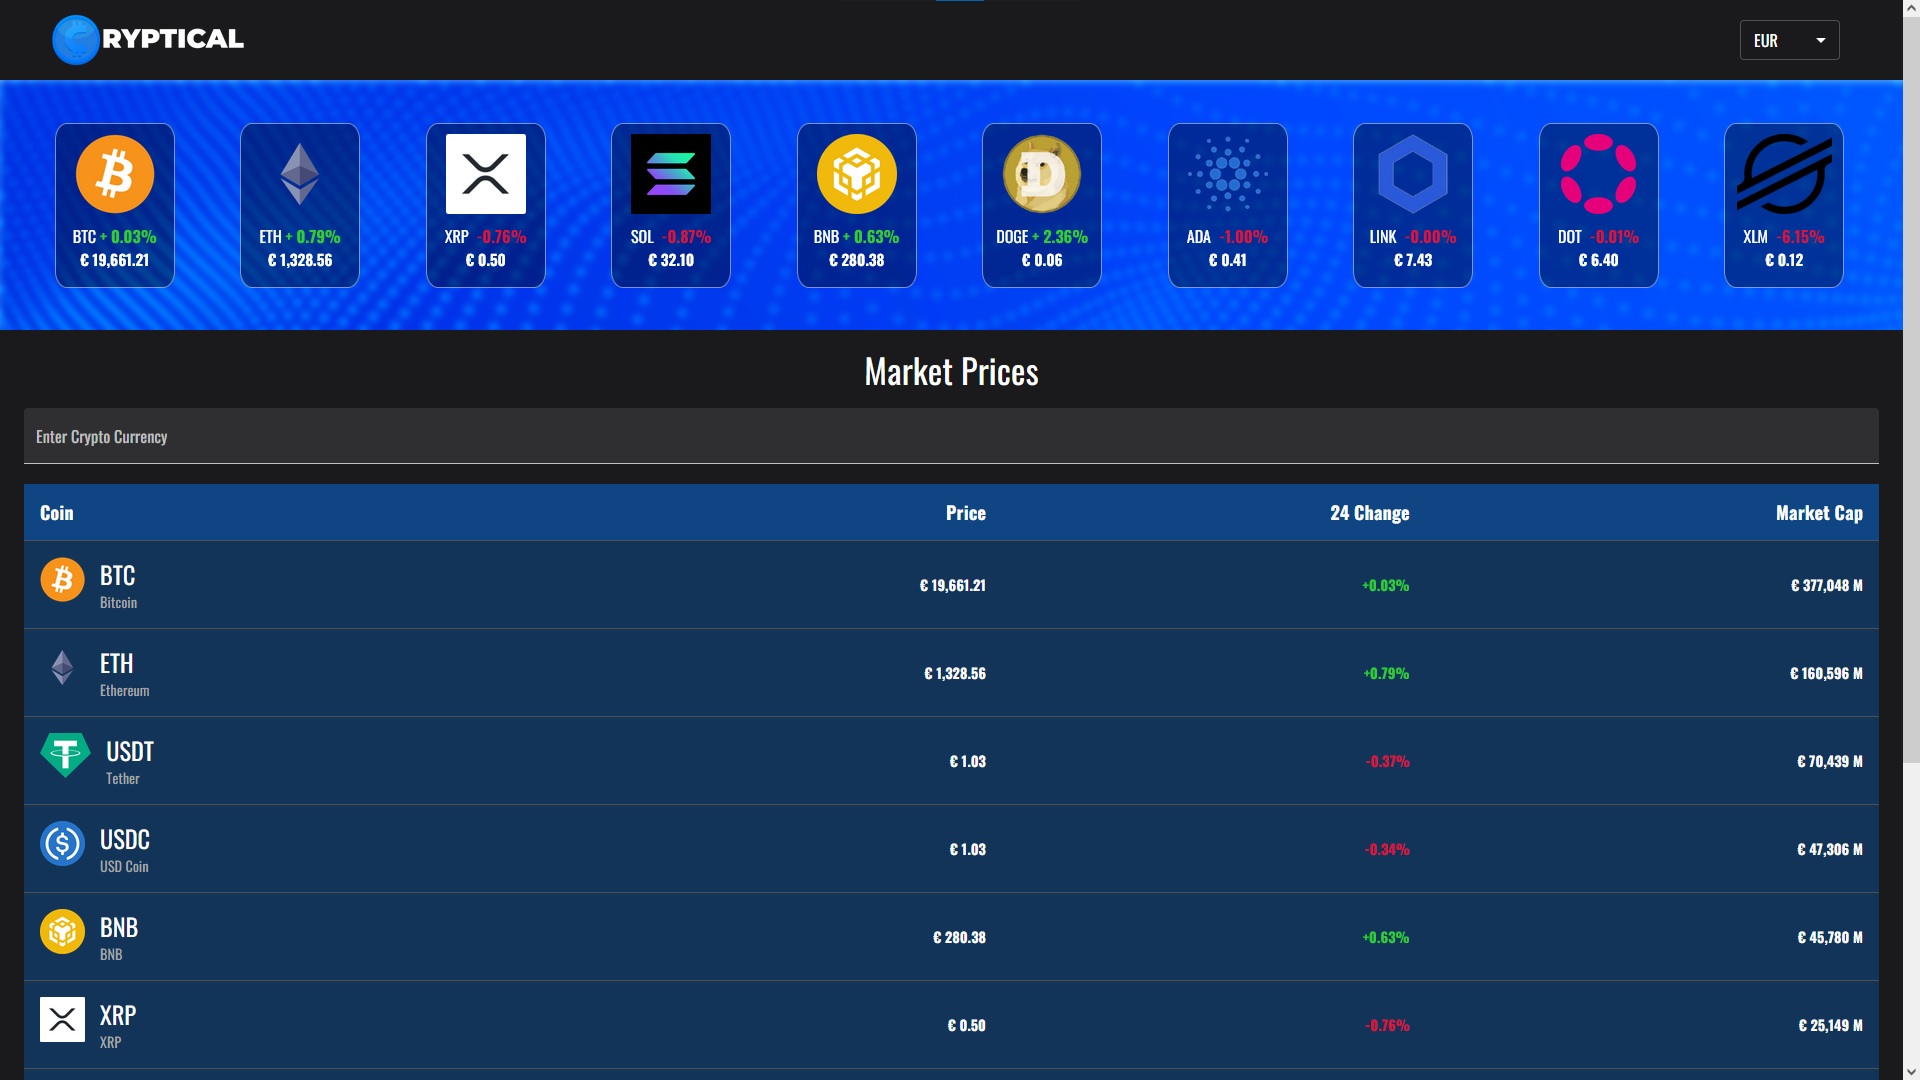 RYPTICAL
EUR
BTC + 0.03%
€ 19,661.21
ETH + 0.79%
€ 1,328.56
XRP -0.76%
€ 0.50
SOL -0.87%
€ 32.10
BNB + 0.63%
€ 280.38
DOGE + 2.36%
€ 0.06
ADA -1.00%
€ 0.41
LINK -0.00%
€ 7.43
DOT -0.01%
€ 6.40
XLM -6.15%
€ 0.12
Market Prices
Enter Crypto Currency
Coin Price 24 Change Market Cap
BTC
Bitcoin
€ 19,661.21 +0.03% € 377,048 M
ETH
Ethereum
€ 1,328.56 +0.79% € 160,596 M
USDT
Tether
€ 1.03 -0.37% € 70,439 M
USDC
USD Coin
€ 1.03 -0.34% € 47,306 M
BNB
BNB
€ 280.38 +0.63% € 45,780 M
XRP
XRP
€ 0.50 -0.76% € 25,149 M